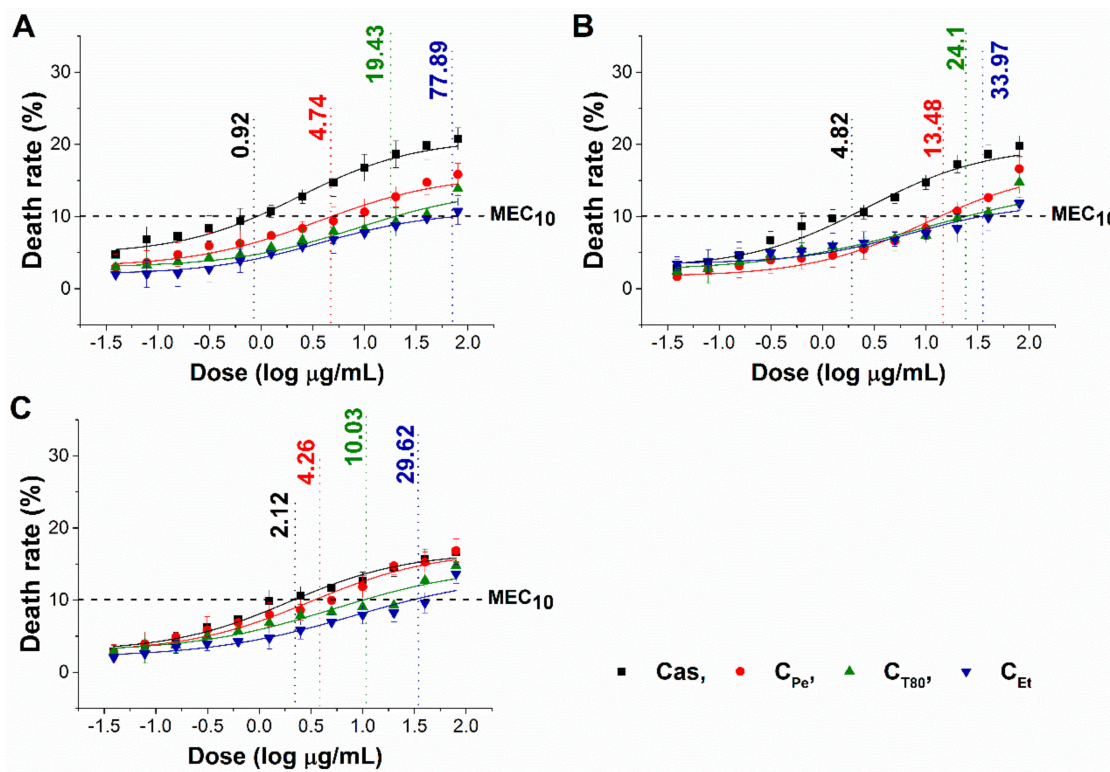 A
Death rate (%)
30
20
10
0
0.92
4.74
19.43
77.89
MEC10
-1.5 -1.0 -0.5 0.0 0.5 1.0 1.5 2.0
Dose (log µg/mL)
B
Death rate (%)
30
20
10
0
4.82
13.48
24.1
33.97
MEC10
-1.5 -1.0 -0.5 0.0 0.5 1.0 1.5 2.0
Dose (log µg/mL)
C
Death rate (%)
30
20
10
0
2.12
4.26
10.03
29.62
MEC10
-1.5 -1.0 -0.5 0.0 0.5 1.0 1.5 2.0
Dose (log µg/mL)
Cas, CPe, CT80, CEt